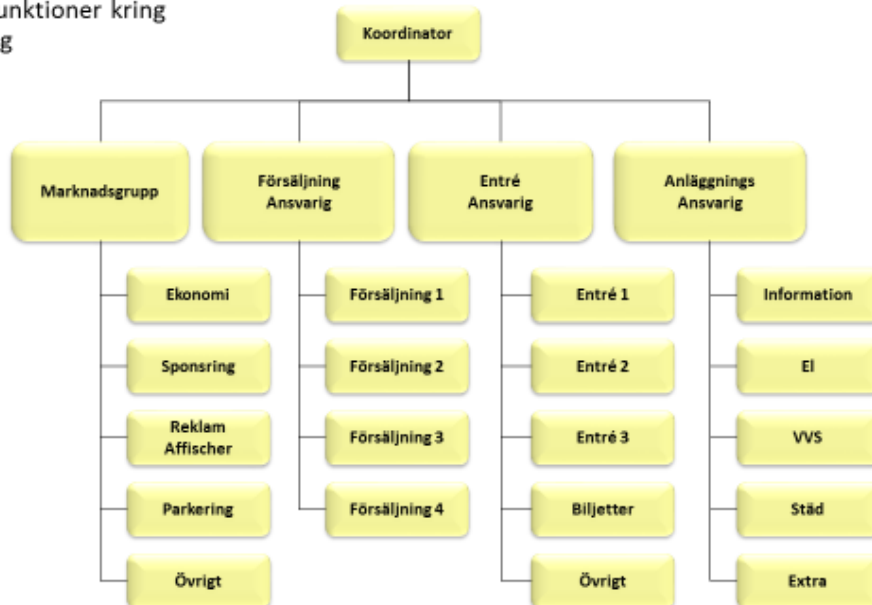 unktioner kring
g
Koordinator
Marknadsgrupp
Försäljning
Ansvarig
Entré
Ansvarig
Anläggnings
Ansvarig
Ekonomi
Försäljning 1
Entré 1
Information
Sponsring
Försäljning 2
Entré 2
El
Reklam
Affischer
Försäljning 3
Entré 3
VVS
Parkering
Försäljning 4
Biljetter
Städ
Övrigt
Övrigt
Extra